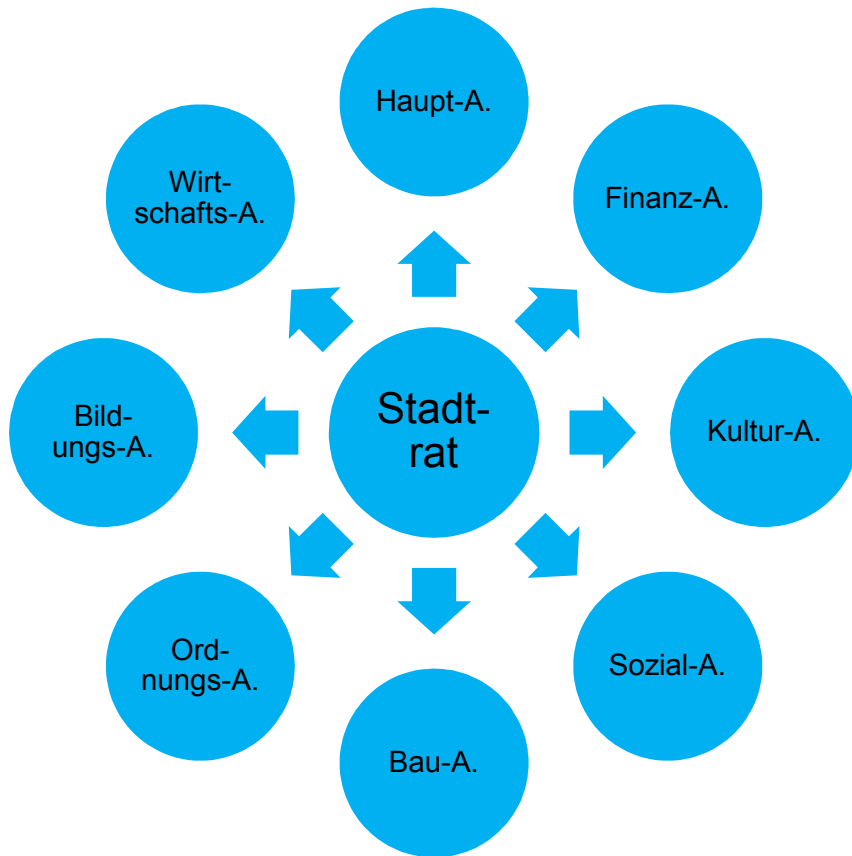 Haupt-A.
Wirt-
schafts-A.
Finanz-A.
Stadt-
rat
Bild-
ungs-A.
Kultur-A.
Ord-
nungs-A.
Sozial-A.
Bau-A.